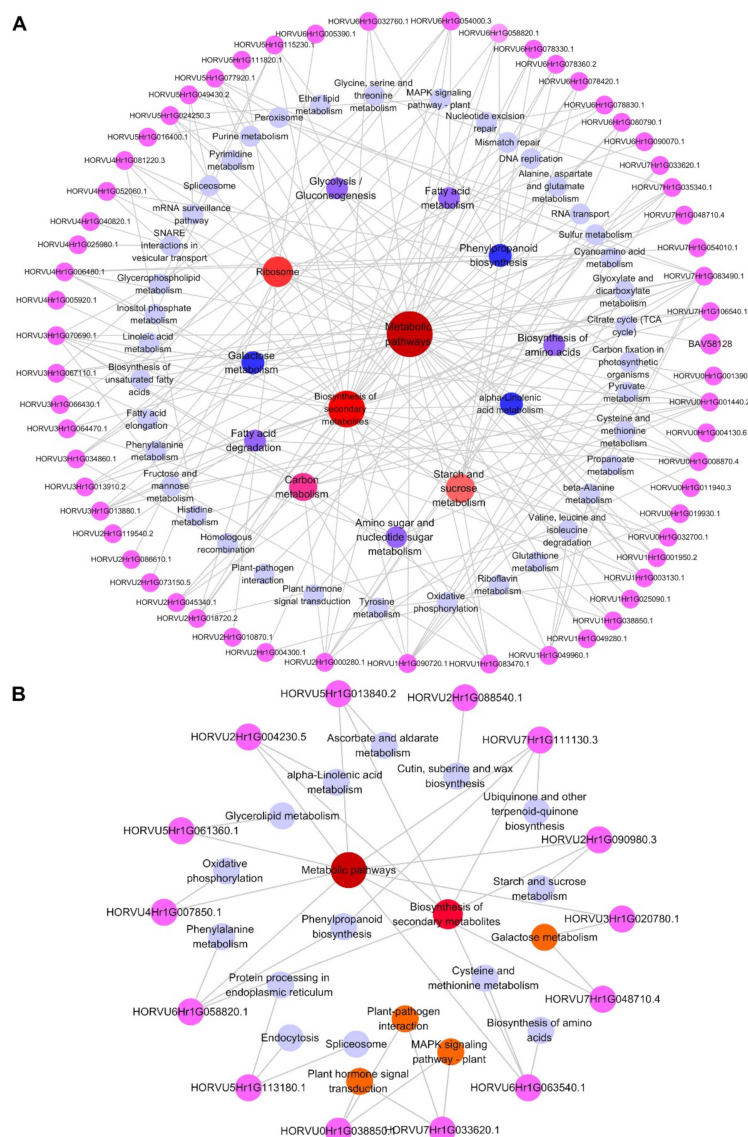 A
HORVU6Hr1G032760.1
HORVU6Hr1G054000.3
HORVU6Hr1G005390.1
HORVU6Hr1G058820.1
HORVU5Hr1G115230.1
HORVU6Hr1G078330.1
HORVU5Hr1G111820.1
HORVU6Hr1G078360.2
HORVU5Hr1G077920.1
HORVU6Hr1G078420.1
HORVU5Hr1G049430.2
HORVU6Hr1G078830.1
HORVU5Hr1G024250.3
HORVU6Hr1G080790.1
HORVU5Hr1G016400.1
HORVU6Hr1G090070.1
HORVU4Hr1G081220.3
HORVU7Hr1G033620.1
HORVU4Hr1G052060.1
HORVU7Hr1G035340.1
HORVU4Hr1G040820.1
HORVU7Hr1G048710.4
HORVU4Hr1G025980.1
HORVU7Hr1G054010.1
HORVU4Hr1G006480.1
HORVU7Hr1G083490.1
HORVU4Hr1G005920.1
HORVU7Hr1G106540.1
HORVU3Hr1G070690.1
BAV58128
HORVU3Hr1G067110.1
HORVU0Hr1G001390
HORVU3Hr1G066430.1
HORVU0Hr1G001440.2
HORVU3Hr1G064470.1
HORVU0Hr1G004130.6
HORVU3Hr1G034860.1
HORVU0Hr1G008870.4
HORVU3Hr1G013910.2
HORVU0Hr1G011940.3
HORVU3Hr1G013880.1
HORVU0Hr1G019930.1
HORVU2Hr1G119540.2
HORVU0Hr1G032700.1
HORVU2Hr1G086610.1
HORVU1Hr1G001950.2
HORVU2Hr1G073150.5
HORVU1Hr1G003130.1
HORVU2Hr1G045340.1
HORVU1Hr1G025090.1
HORVU2Hr1G018720.2
HORVU1Hr1G038850.1
HORVU2Hr1G010870.1
HORVU1Hr1G049280.1
HORVU2Hr1G004300.1
HORVU1Hr1G049960.1
HORVU2Hr1G000280.1
HORVU1Hr1G090720.1
HORVU1Hr1G083470.1
Glycine, serine and
threonine
metabolism
MAPK signaling
pathway - plant
Ether lipid
metabolism
Nucleotide excision
repair
Peroxisome
Mismatch repair
Purine metabolism
DNA replication
Pyrimidine
metabolism
Alanine, aspartate
and glutamate
metabolism
Spliceosome
RNA transport
mRNA surveillance
pathway
Sulfur metabolism
SNARE
interactions in
vesicular transport
Cyanoamino acid
metabolism
Glycerophospholipid
metabolism
Glyoxylate and
dicarboxylate
metabolism
Inositol phosphate
metabolism
Citrate cycle (TCA
cycle)
Linoleic acid
metabolism
Carbon fixation in
photosynthetic
organisms
Biosynthesis of
unsaturated fatty
acids
Pyruvate
metabolism
Fatty acid
elongation
Cysteine and
methionine
metabolism
Phenylalanine
metabolism
Propanoate
metabolism
Fructose and
mannose
metabolism
beta-Alanine
metabolism
Histidine
metabolism
Valine, leucine and
isoleucine
degradation
Homologous
recombination
Glutathione
metabolism
Plant-pathogen
interaction
Riboflavin
metabolism
Plant hormone
signal transduction
Tyrosine
metabolism
Oxidative
phosphorylation
Glycolysis /
Gluconeogenesis
Fatty acid
metabolism
Phenylpropanoid
biosynthesis
Ribosome
Metabolic
pathways
Biosynthesis of
amino acids
Galactose
metabolism
Biosynthesis of
secondary
metabolites
alpha-Linolenic
acid metabolism
Fatty acid
degradation
Carbon
metabolism
Starch and
sucrose
metabolism
Amino sugar and
nucleotide sugar
metabolism
B
HORVU5Hr1G013840.2
HORVU2Hr1G088540.1
HORVU2Hr1G004230.5
Ascorbate and aldarate
metabolism
HORVU7Hr1G111130.3
alpha-Linolenic acid
metabolism
Cutin, suberine and wax
biosynthesis
Glycerolipid metabolism
Ubiquinone and other
terpenoid-quinone
biosynthesis
HORVU5Hr1G061360.1
HORVU2Hr1G090980.3
Oxidative
phosphorylation
Metabolic pathways
Starch and sucrose
metabolism
HORVU4Hr1G007850.1
Biosynthesis of
secondary metabolites
HORVU3Hr1G020780.1
Phenylpropanoid
biosynthesis
Phenylalanine
metabolism
Galactose metabolism
Protein processing in
endoplasmic reticulum
Cysteine and
methionine metabolism
HORVU7Hr1G048710.4
HORVU6Hr1G058820.1
Plant-pathogen
interaction
Biosynthesis of amino
acids
Endocytosis
Spliceosome
MAPK signaling
pathway - plant
Plant hormone signal
transduction
HORVU5Hr1G113180.1
HORVU6Hr1G063540.1
HORVU0Hr1G038850.1
HORVU7Hr1G033620.1